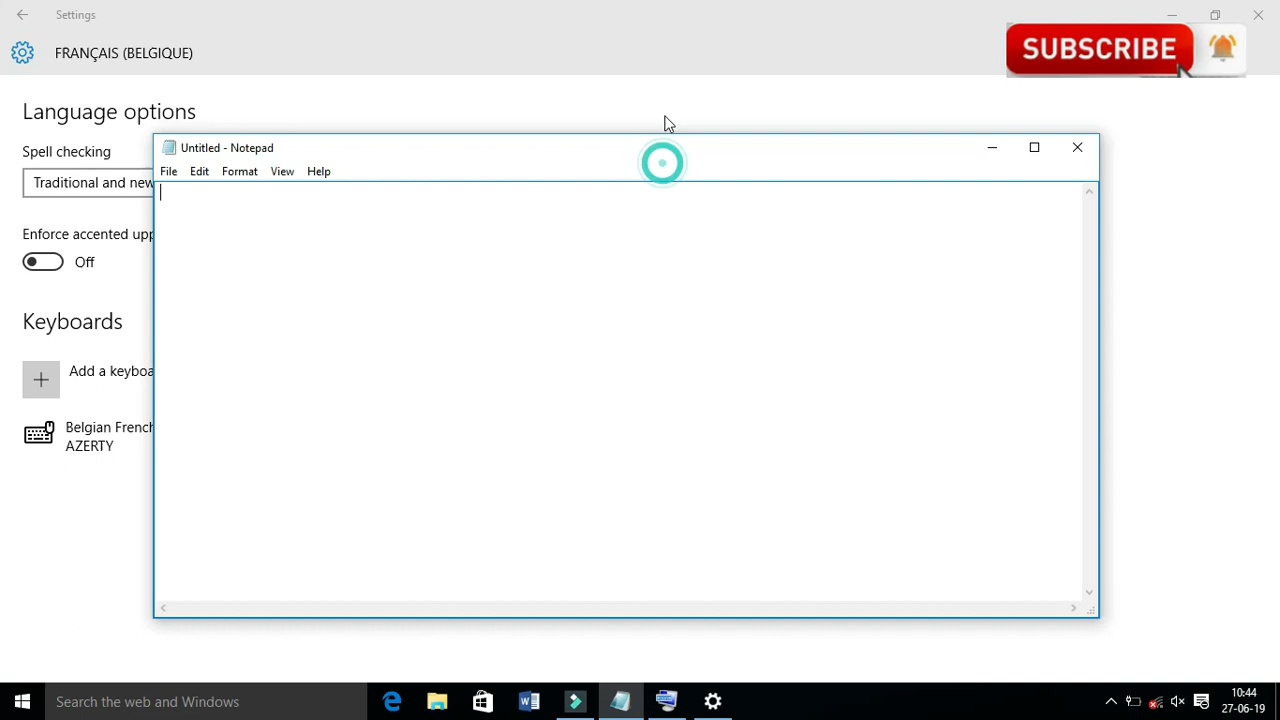 Settings
FRANÇAIS (BELGIQUE)
SUBSCRIBE
Language options
Spell checking
Traditional and new
Enforce accented upp
Off
Keyboards
Add a keyboa
Belgian French
AZERTY
Untitled - Notepad
File Edit Format View Help
Search the web and Windows
10:44
27-06-19